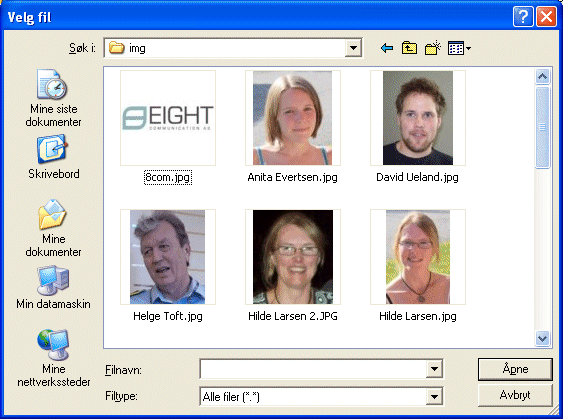 Velg fil
Søk i: img
Mine siste
dokumenter
Skrivebord
Mine
dokumenter
Min datamaskin
Mine
nettverkssteder
EIGHT
COMMUNICATION AS
8com.jpg
Anita Evertsen.jpg
David Ueland.jpg
Helge Toft.jpg
Hilde Larsen 2.JPG
Hilde Larsen.jpg
Filnavn:
Åpne
Filtype: Alle filer (*.*)
Avbryt